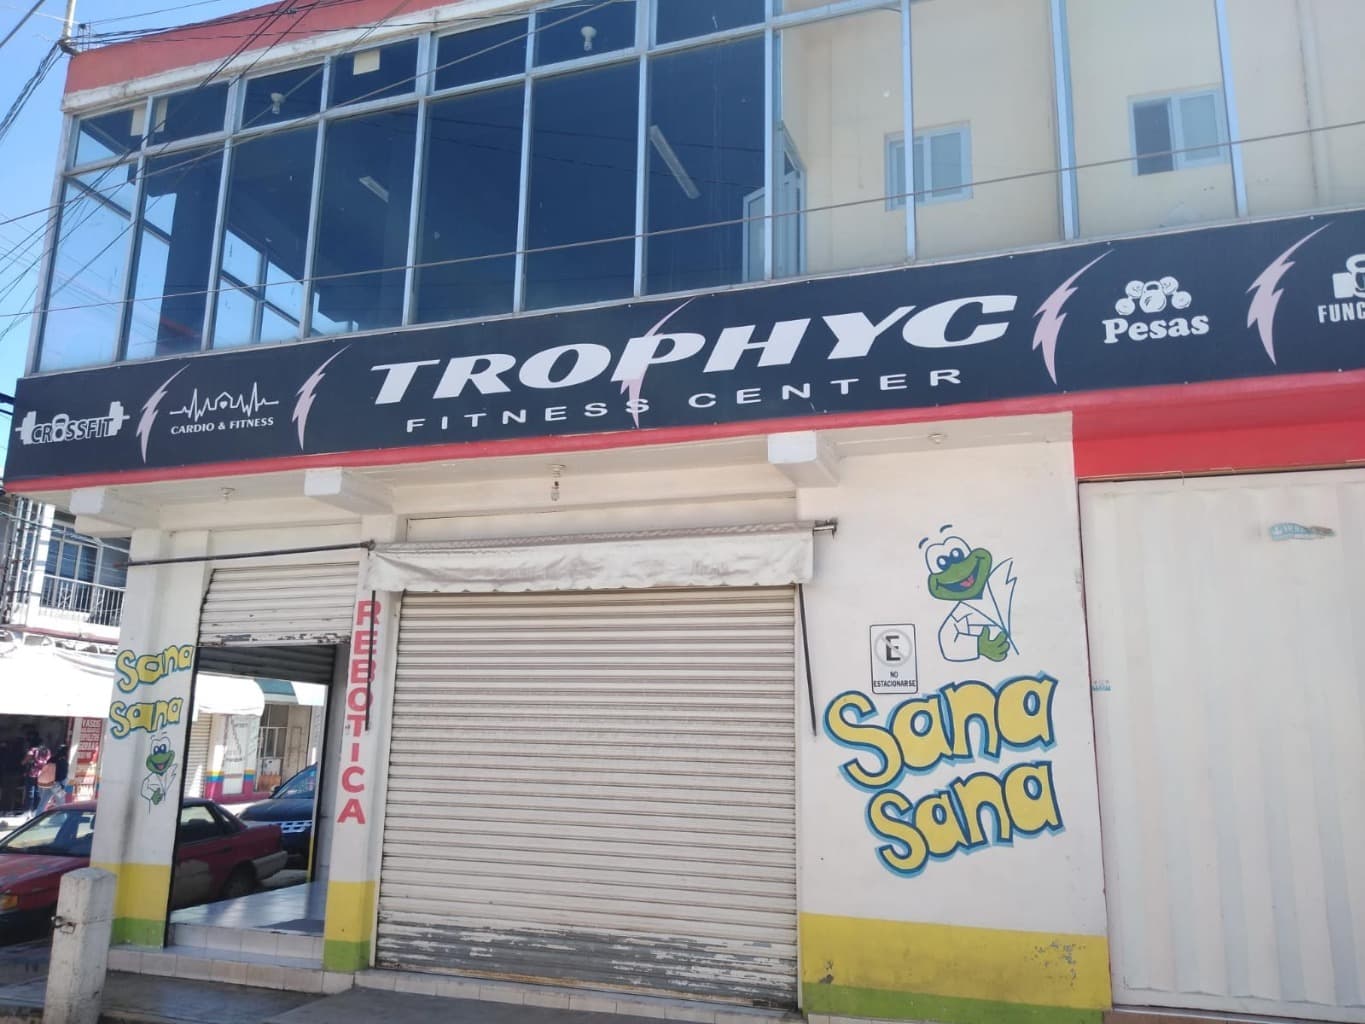 CROSSFIT
CARDIO & FITNESS
TROPHYC
FITNESS CENTER
Pesas
Sana
Sana
REBOTICA
E
NO
ESTACIONARSE
Sana
Sana